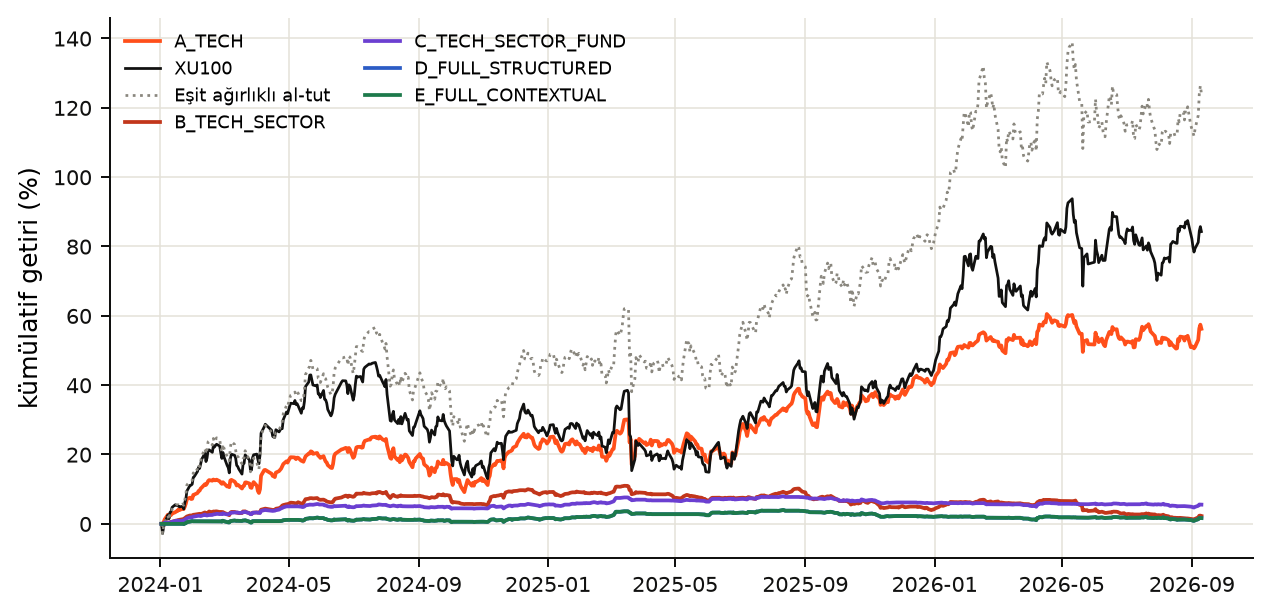 A_TECH
XU100
Eşit ağırlıklı al-tut
B_TECH_SECTOR
C_TECH_SECTOR_FUND
D_FULL_STRUCTURED
E_FULL_CONTEXTUAL
kümülatif getiri (%)
140
120
100
80
60
40
20
0
2024-01
2024-05
2024-09
2025-01
2025-05
2025-09
2026-01
2026-05
2026-09